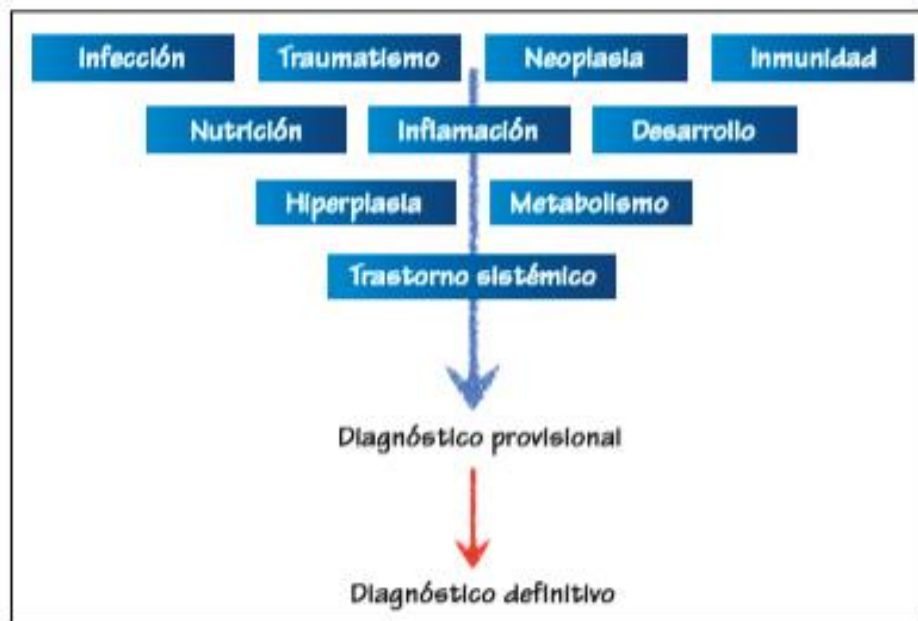 Infección Traumatismo Neoplasia Inmunidad
Nutrición Inflamación Desarrollo
Hiperplasia Metabolismo
Trastorno sistémico
Diagnóstico provisional
Diagnóstico definitivo